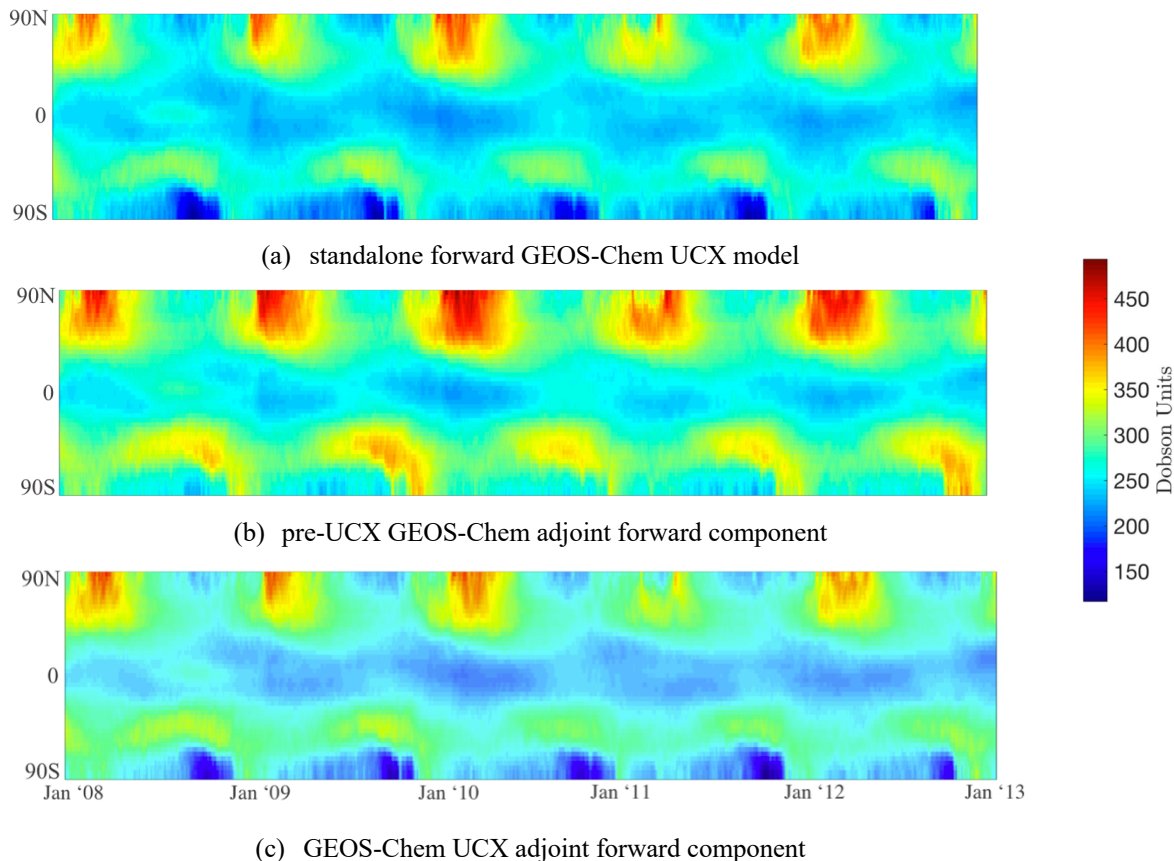 90N
0
90S
(a) standalone forward GEOS-Chem UCX model
90N
0
90S
(b) pre-UCX GEOS-Chem adjoint forward component
450
400
350
300
250
200
150
Dobson Units
90N
0
90S
Jan ‘08 Jan ‘09 Jan ‘10 Jan ‘11 Jan ‘12 Jan ‘13
(c) GEOS-Chem UCX adjoint forward component